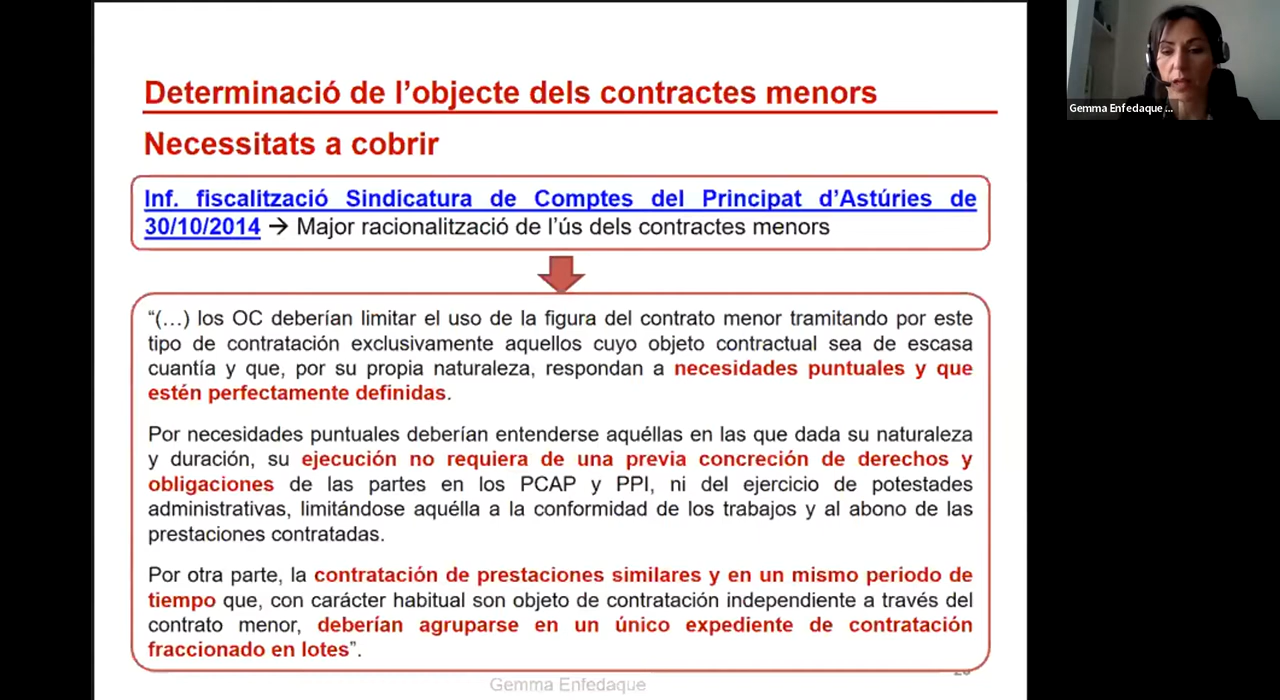 Determinació de l’objecte dels contractes menors
Necessitats a cobrir
Inf. fiscalització Sindicatura de Comptes del Principat d’Astúries de
30/10/2014 → Major racionalització de l’ús dels contractes menors
“(…) los OC deberían limitar el uso de la figura del contrato menor tramitando por este
tipo de contratación exclusivamente aquellos cuyo objeto contractual sea de escasa
cuantía y que, por su propia naturaleza, respondan a necesidades puntuales y que
estén perfectamente definidas.
Por necesidades puntuales deberían entenderse aquéllas en las que dada su naturaleza
y duración, su ejecución no requiera de una previa concreción de derechos y
obligaciones de las partes en los PCAP y PPI, ni del ejercicio de potestades
administrativas, limitándose aquélla a la conformidad de los trabajos y al abono de las
prestaciones contratadas.
Por otra parte, la contratación de prestaciones similares y en un mismo periodo de
tiempo que, con carácter habitual son objeto de contratación independiente a través del
contrato menor, deberían agruparse en un único expediente de contratación
fraccionado en lotes”.
Gemma Enfedaque
Gemma Enfedaque ...